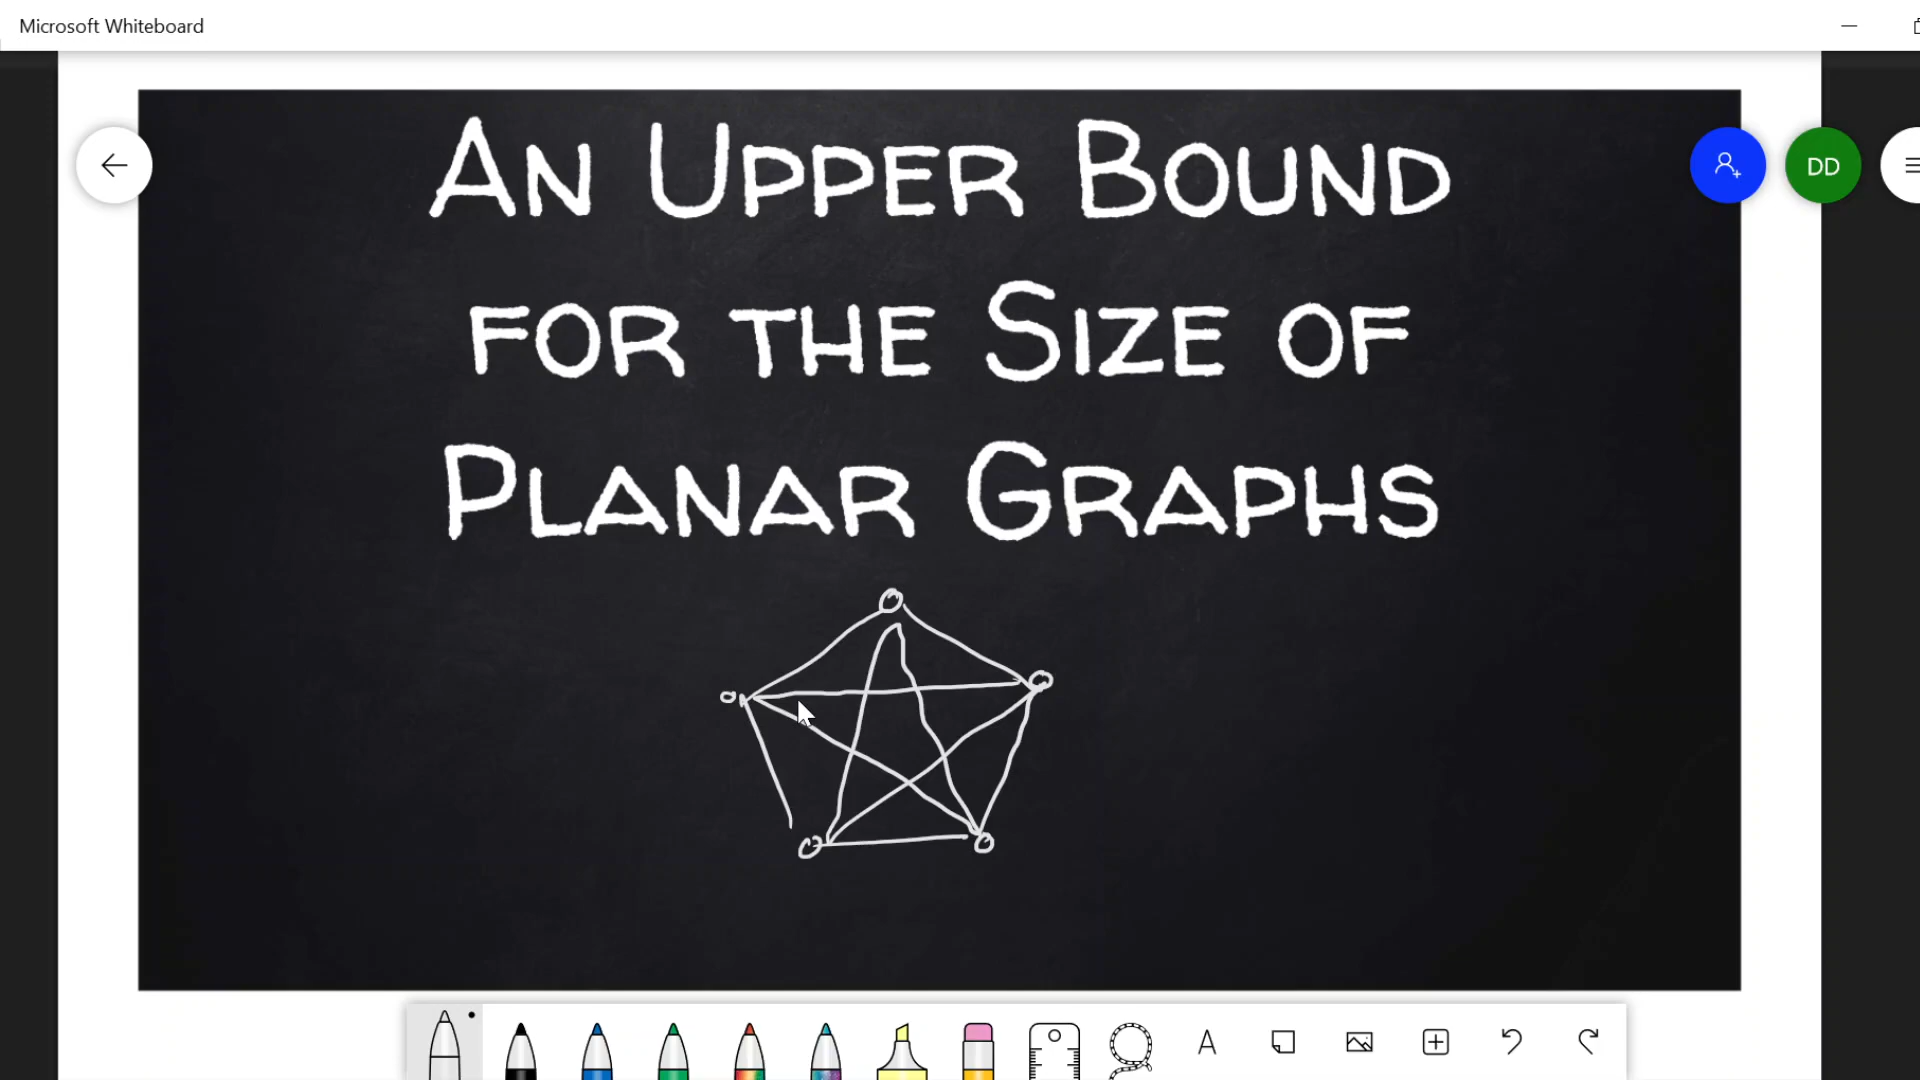 Microsoft Whiteboard
An Upper Bound
for the Size of
Planar Graphs
DD
A